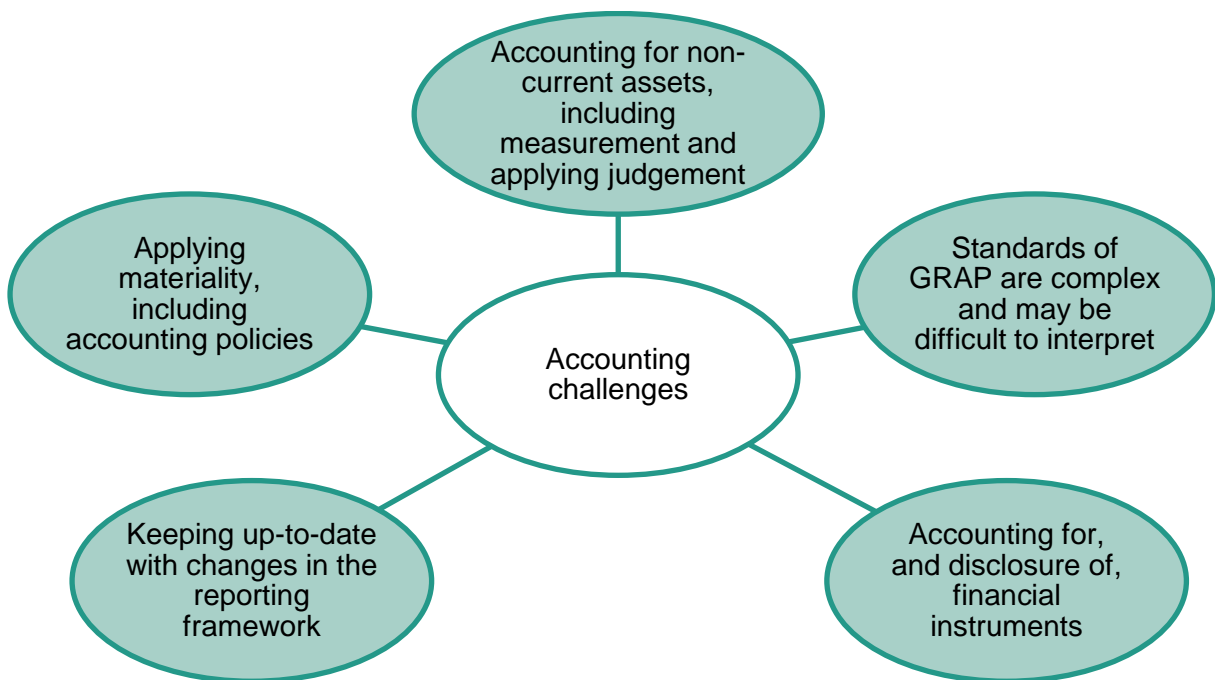 Accounting for non-
current assets,
including
measurement and
applying judgement
Applying
materiality,
including
accounting policies
Standards of
GRAP are complex
and may be
difficult to interpret
Accounting
challenges
Keeping up-to-date
with changes in the
reporting
framework
Accounting for,
and disclosure of,
financial
instruments